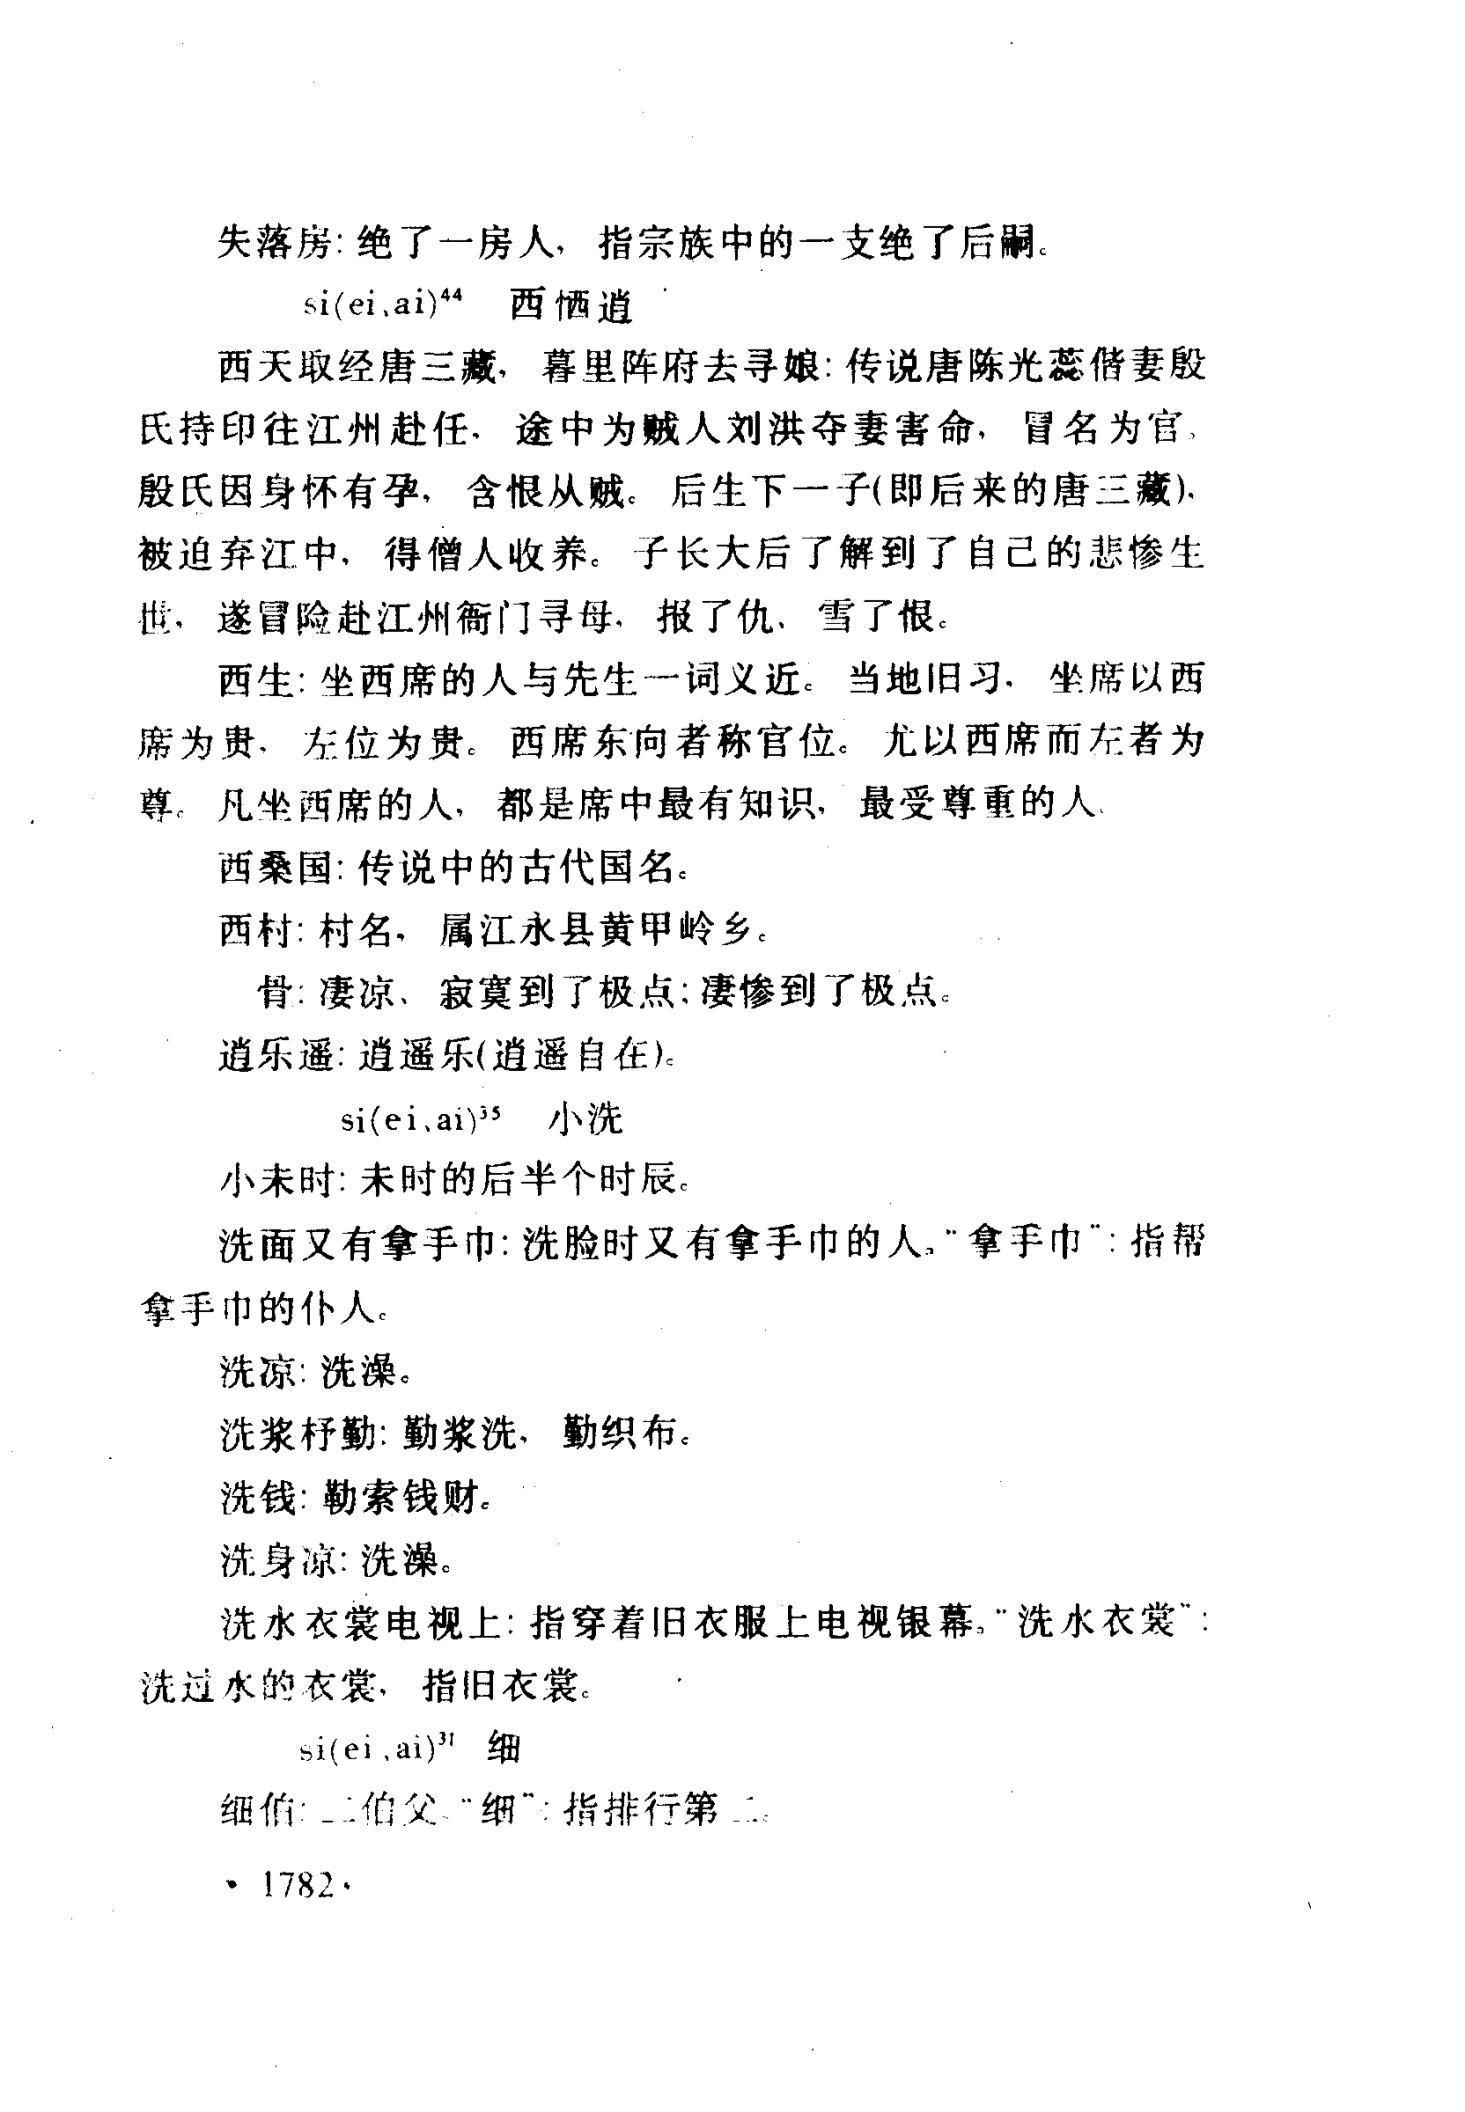 失落房：绝了一房人，指宗族中的一支绝了后嗣。
si(ei、ai)⁴⁴　西恓逍
西天取经唐三藏，暮里阵府去寻娘：传说唐陈光蕊偕妻殷
氏持印往江州赴任，途中为贼人刘洪夺妻害命，冒名为官。
殷氏因身怀有孕，含恨从贼。后生下一子(即后来的唐三藏)，
被迫弃江中，得僧人收养。子长大后了解到了自己的悲惨生
世，遂冒险赴江州衙门寻母，报了仇、雪了恨。
西生：坐西席的人与先生一词义近。当地旧习，坐席以西
席为贵，左位为贵。西席东向者称官位。尤以西席而左者为
尊。凡坐西席的人，都是席中最有知识，最受尊重的人。
西桑国：传说中的古代国名。
西村：村名，属江永县黄甲岭乡。
骨：凄凉、寂寞到了极点；凄惨到了极点。
逍乐遥：逍遥乐(逍遥自在)。
si(ei、ai)³⁵　小洗
小未时：未时的后半个时辰。
洗面又有拿手巾：洗脸时又有拿手巾的人。“拿手巾”：指帮
拿手巾的仆人。
洗凉：洗澡。
洗浆杼勤：勤浆洗，勤织布。
洗钱：勒索钱财。
洗身凉：洗澡。
洗水衣裳电视上：指穿着旧衣服上电视银幕。“洗水衣裳”：
洗过水的衣裳，指旧衣裳。
si(ei、ai)³¹　细
细伯：二伯父。“细”：指排行第二。
· 1782 ·